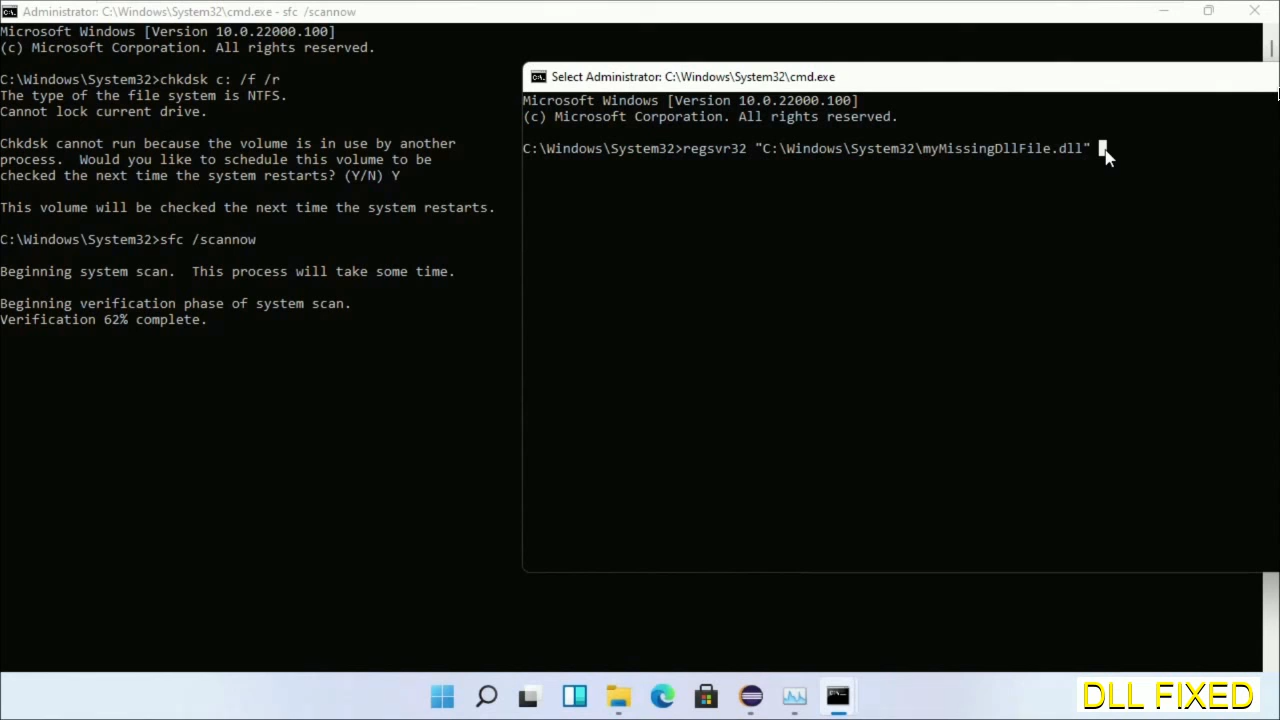 Administrator: C:\Windows\System32\cmd.exe - sfc /scannow
Microsoft Windows [Version 10.0.22000.100]
(c) Microsoft Corporation. All rights reserved.
C:\Windows\System32>chkdsk c: /f /r
The type of the file system is NTFS.
Cannot lock current drive.
Chkdsk cannot run because the volume is in use by another
process.  Would you like to schedule this volume to be
checked the next time the system restarts? (Y/N) Y
This volume will be checked the next time the system restarts.
C:\Windows\System32>sfc /scannow
Beginning system scan.  This process will take some time.
Beginning verification phase of system scan.
Verification 62% complete.
Select Administrator: C:\Windows\System32\cmd.exe
Microsoft Windows [Version 10.0.22000.100]
(c) Microsoft Corporation. All rights reserved.
C:\Windows\System32>regsvr32 "C:\Windows\System32\myMissingDllFile.dll"
DLL FIXED